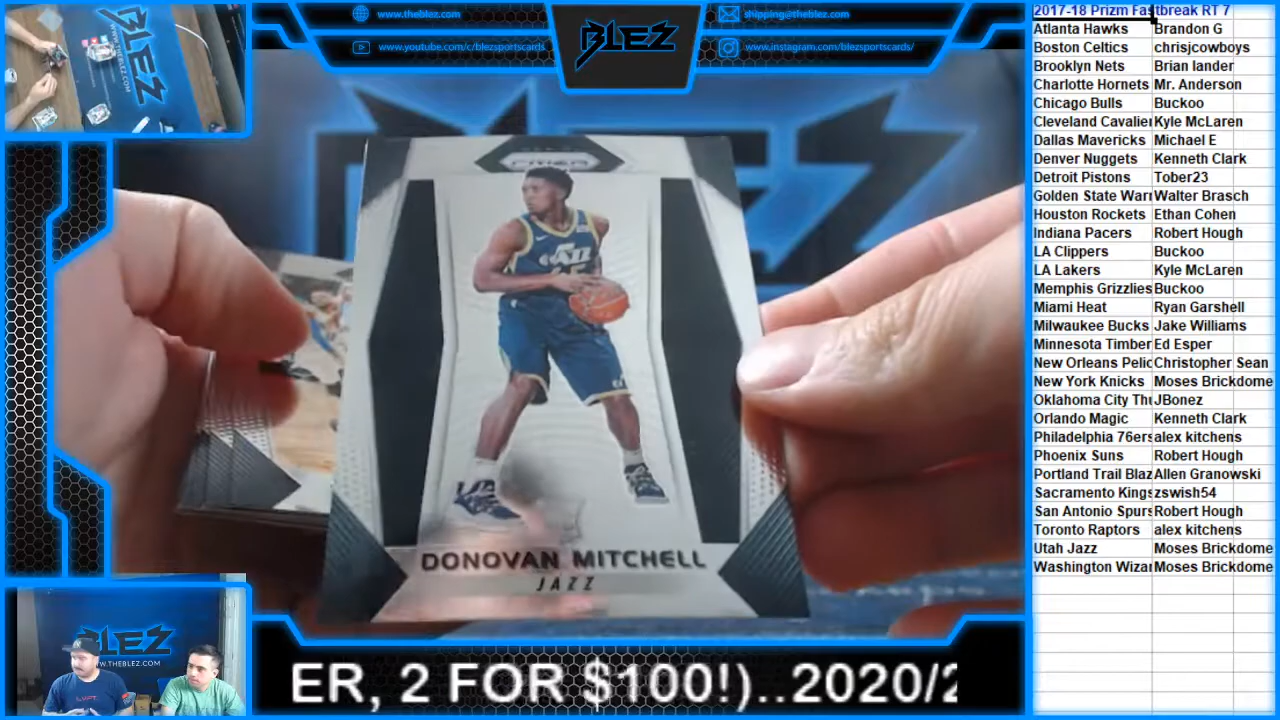 www.theblez.com
www.youtube.com/c/blezsportscards
BLEZ
shipping@theblez.com
www.instagram.com/blezsportscards/
2017-18 Prizm Fastbreak RT 7
Atlanta Hawks Brandon G
Boston Celtics chrisjcowboys
Brooklyn Nets Brian lander
Charlotte Hornets Mr. Anderson
Chicago Bulls Buckoo
Cleveland Cavalier Kyle McLaren
Dallas Mavericks Michael E
Denver Nuggets Kenneth Clark
Detroit Pistons Tober23
Golden State Warr Walter Brasch
Houston Rockets Ethan Cohen
Indiana Pacers Robert Hough
LA Clippers Buckoo
LA Lakers Kyle McLaren
Memphis Grizzlies Buckoo
Miami Heat Ryan Garshell
Milwaukee Bucks Jake Williams
Minnesota Timber Ed Esper
New Orleans Pelic Christopher Sean
New York Knicks Moses Brickdome
Oklahoma City Thu JBonez
Orlando Magic Kenneth Clark
Philadelphia 76ers alex kitchens
Phoenix Suns Robert Hough
Portland Trail Blaz Allen Granowski
Sacramento Kings zswish54
San Antonio Spurs Robert Hough
Toronto Raptors alex kitchens
Utah Jazz Moses Brickdome
Washington Wizar Moses Brickdome
BLEZ
PRIZM
JAZZ
DONOVAN MITCHELL
JAZZ
BLEZ
WWW.THEBLEZ.COM
ER, 2 FOR $100!)..2020/2